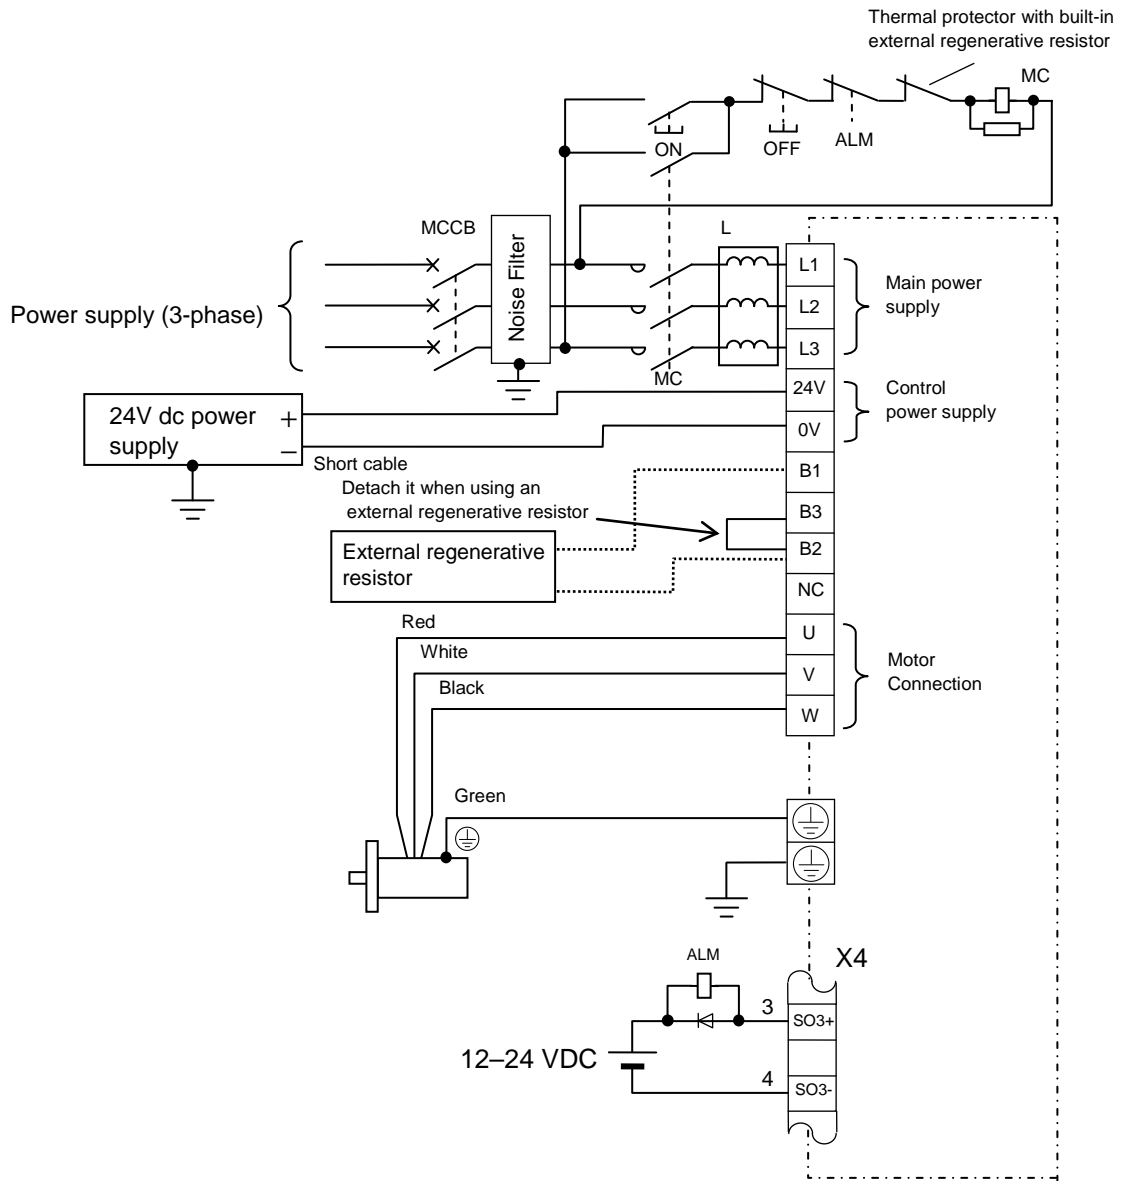 Thermal protector with built-in
external regenerative resistor
MC
ON
OFF
ALM
MCCB
Noise Filter
L
MC
Power supply (3-phase)
L1
L2
L3
Main power
supply
24V
0V
Control
power supply
24V dc power
supply
+
–
Short cable
Detach it when using an
external regenerative resistor
B1
B3
B2
NC
External regenerative
resistor
Red
White
Black
U
V
W
Motor
Connection
Green
ALM
X4
3
SO3+
12–24 VDC
4
SO3-